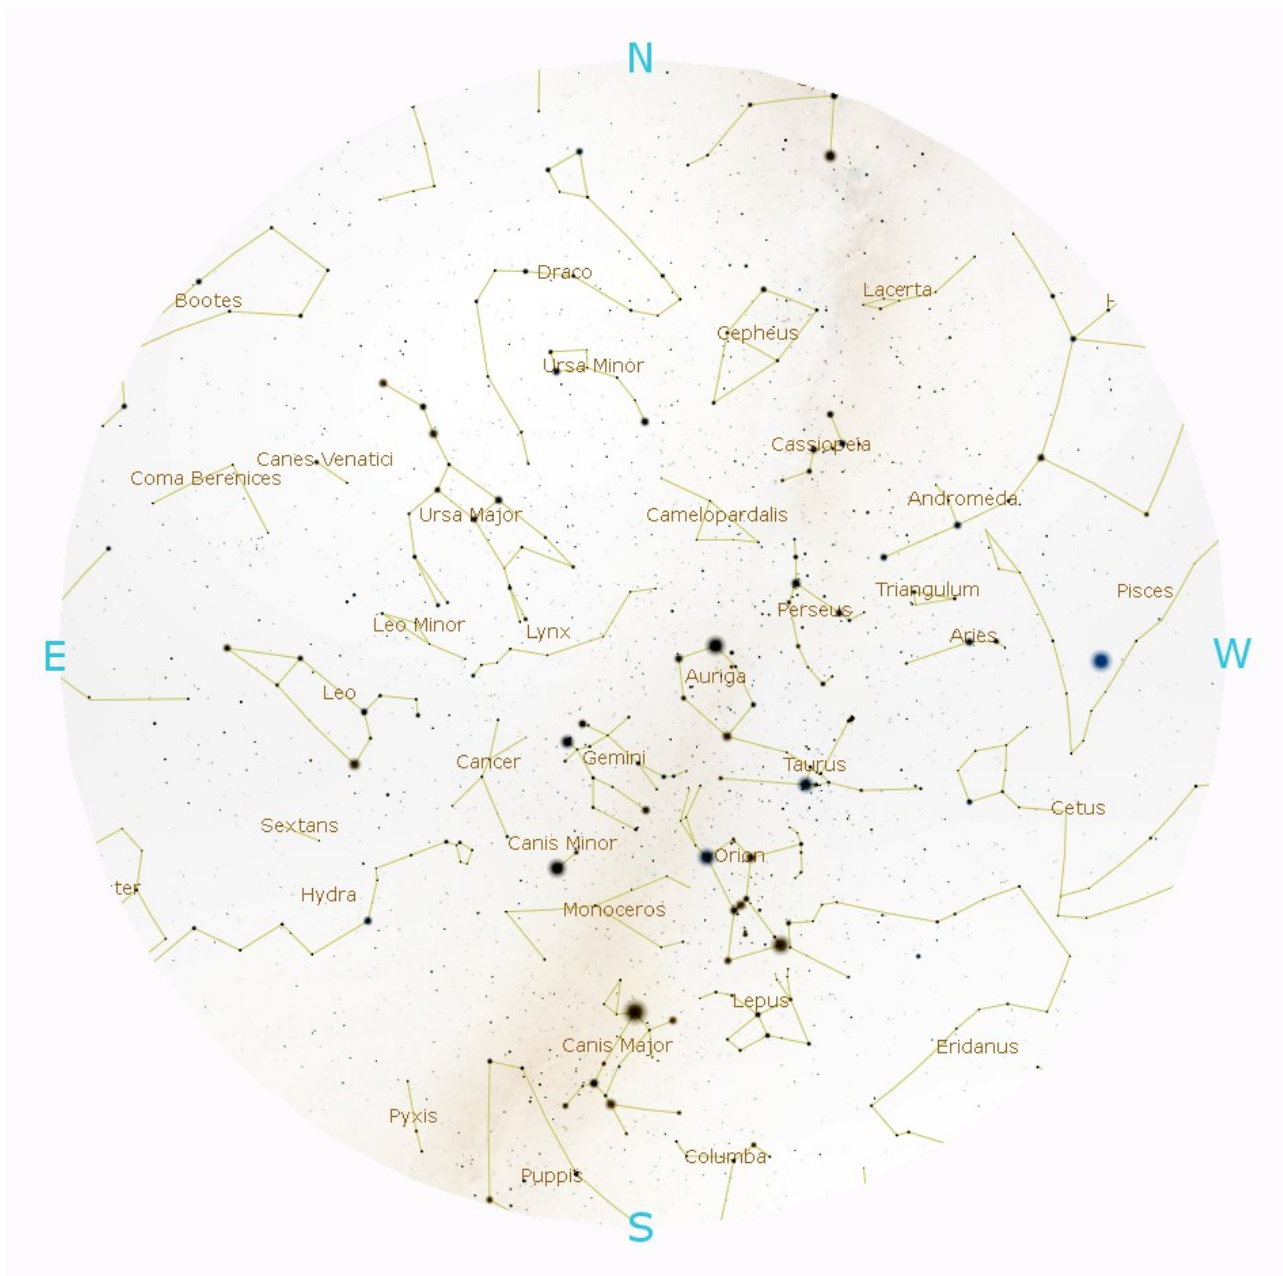 N
Draco
Lacerta
Bootes
Cepheus
Ursa Minor
Cassiopeia
Canes Venatici
Coma Berenices
Andromeda
Ursa Major
Camelopardalis
Triangulum
Pisces
Perseus
Leo Minor
Lynx
Aries
E
W
Auriga
Leo
Gemini
Cancer
Taurus
Cetus
Sextans
Canis Minor
Orion
ter
Hydra
Monoceros
Lepus
Canis Major
Eridanus
Pyxis
Columba
Puppis
S